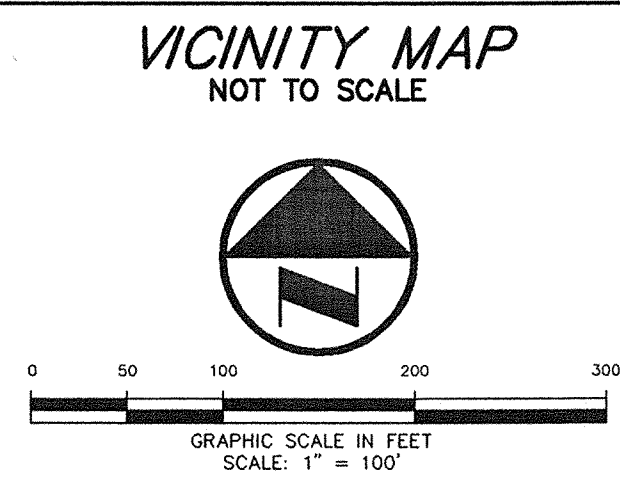 VICINITY MAP
NOT TO SCALE
N
0 50 100 200 300
GRAPHIC SCALE IN FEET
SCALE: 1" = 100'